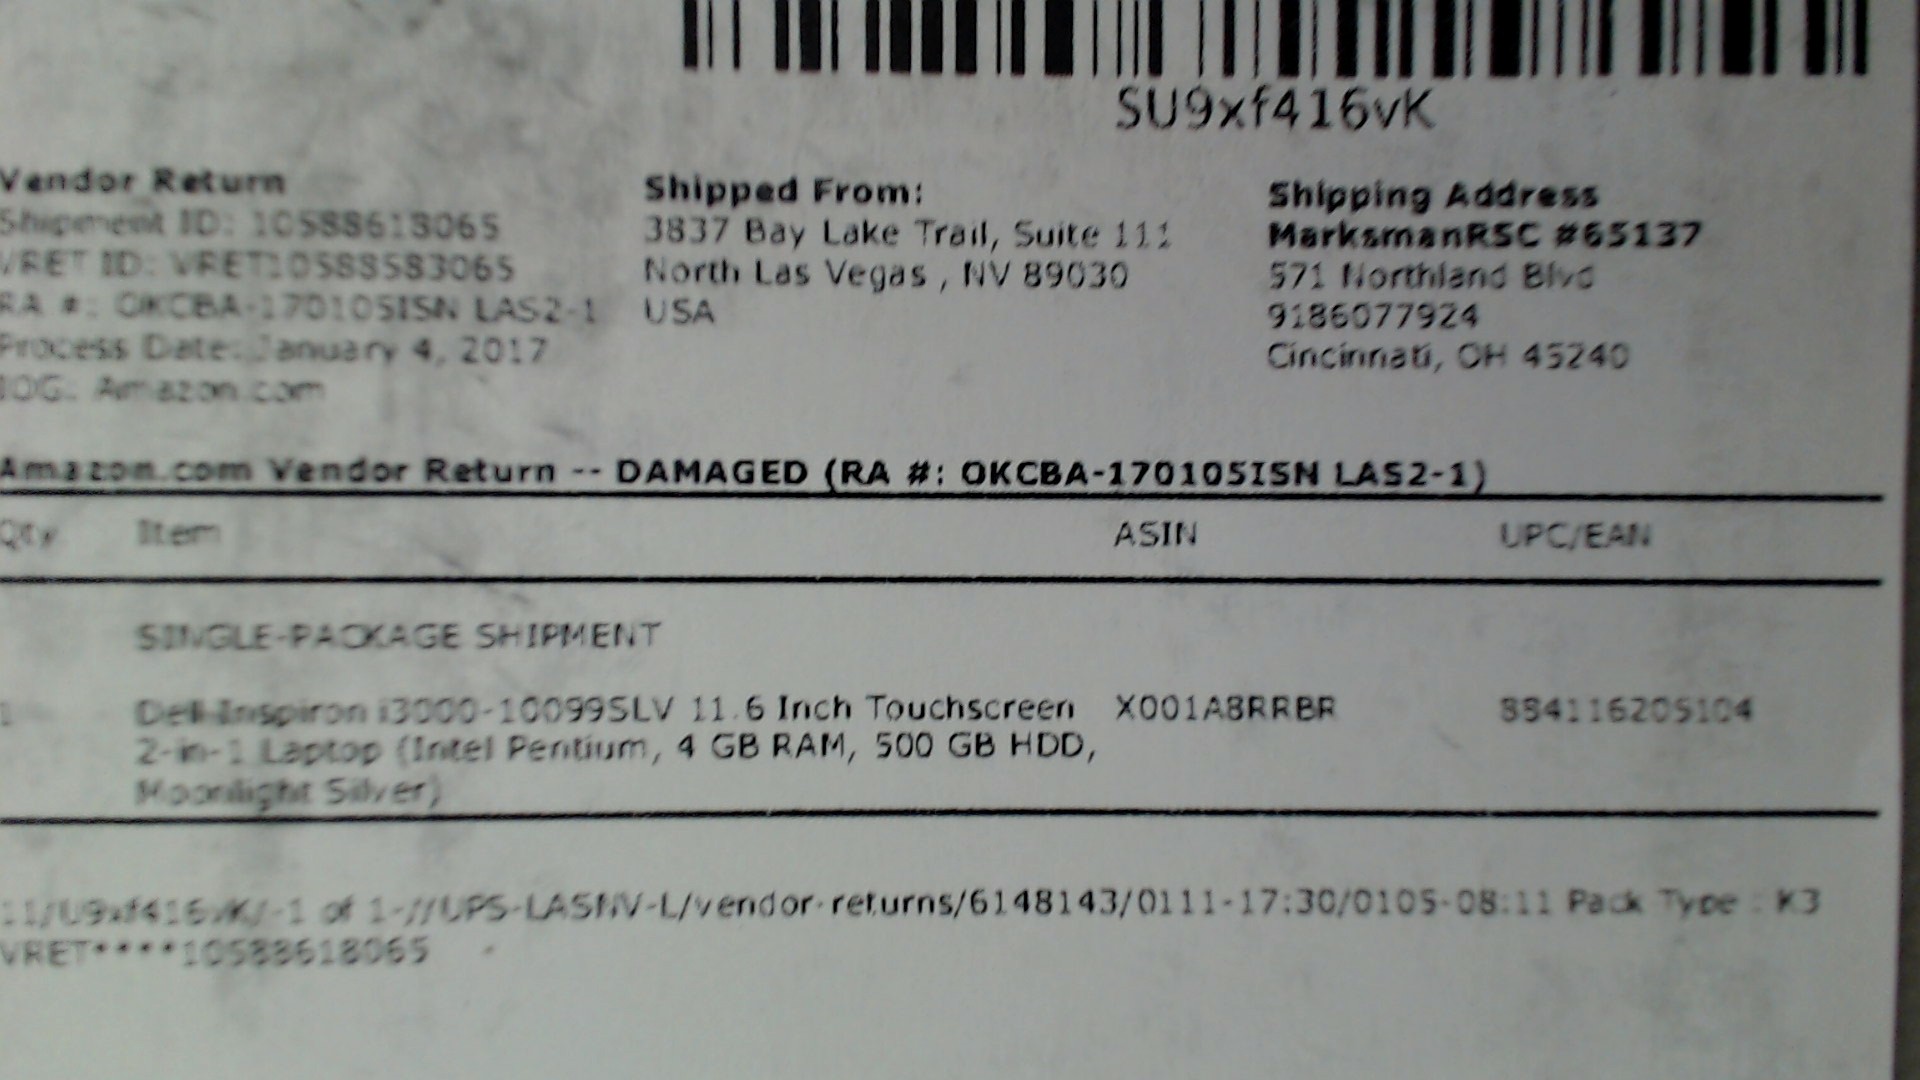 SU9xf416vK
Vendor Return
Shipment ID: 10588618065
VRET ID: VRET10588583065
RA #: OKCBA-170105ISN LAS2-1
Process Date: January 4, 2017
IOG: Amazon.com
Shipped From:
3837 Bay Lake Trail, Suite 111
North Las Vegas , NV 89030
USA
Shipping Address
MarksmanRSC #65137
571 Northland Blvd
9186077924
Cincinnati, OH 45240
Amazon.com Vendor Return -- DAMAGED (RA #: OKCBA-170105ISN LAS2-1)
Qty Item ASIN UPC/EAN
SINGLE-PACKAGE SHIPMENT
1 Dell Inspiron i3000-10099SLV 11.6 Inch Touchscreen X001A8RRBR 884116205104
2-in-1 Laptop (Intel Pentium, 4 GB RAM, 500 GB HDD,
Moonlight Silver)
11/U9xf416vK/-1 of 1-//UPS-LASNV-L/vendor-returns/6148143/0111-17:30/0105-08:11 Pack Type : K3
VRET****10588618065